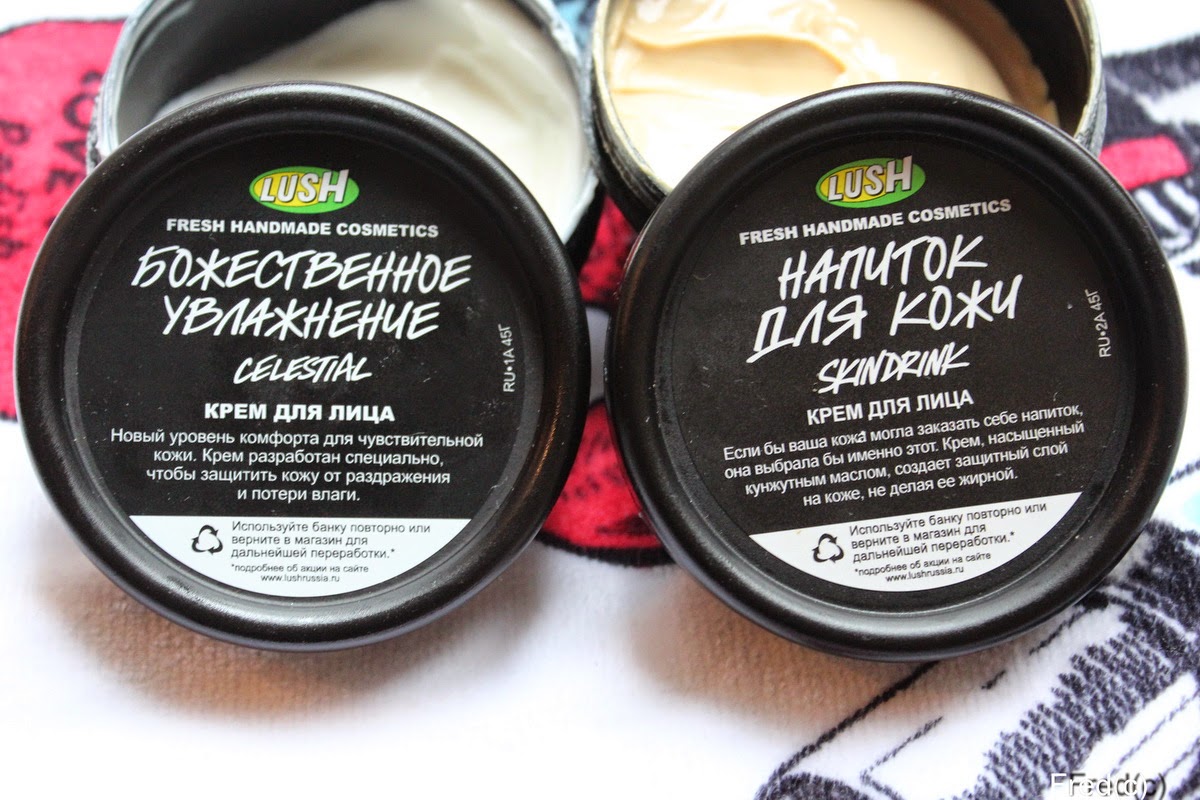 LUSH
FRESH HANDMADE COSMETICS
БОЖЕСТВЕННОЕ
УВЛАЖНЕНИЕ
CELESTIAL
КРЕМ ДЛЯ ЛИЦА
Новый уровень комфорта для чувствительной
кожи. Крем разработан специально,
чтобы защитить кожу от раздражения
и потери влаги.
RU•1A 45Г
Используйте банку повторно или
верните в магазин для
дальнейшей переработки.*
*подробнее об акции на сайте
www.lushrussia.ru
LUSH
FRESH HANDMADE COSMETICS
НАПИТОК
ДЛЯ КОЖИ
SKINDRINK
КРЕМ ДЛЯ ЛИЦА
Если бы ваша кожа могла заказать себе напиток,
она выбрала бы именно этот. Крем, насыщенный
кунжутным маслом, создает защитный слой
на коже, не делая ее жирной.
RU•2A 45Г
Используйте банку повторно или
верните в магазин для
дальнейшей переработки.*
*подробнее об акции на сайте
www.lushrussia.ru